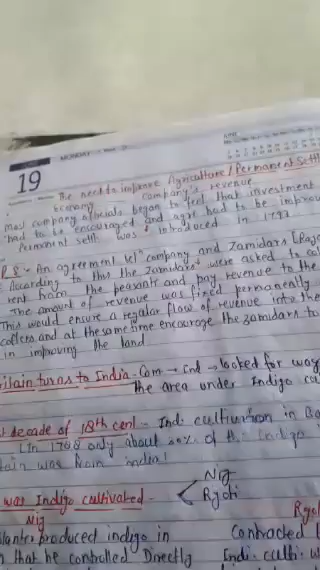 MONDAY
19
The need to improve Agriculture / Permanent Settl
economy company's revenue
most company officials began to feel that investment
had to be encouraged and agri had to be improv
Permanent settl. was introduced in 1793
P.S - An agreement b/w company and Zamidars
According to this the Zamidars were asked to col
rent from the peasants and pay revenue to the
The amount of revenue was fixed permanently
This would ensure a regular flow of revenue into the
coffers and at the same time encourage the zamidars to
in improving the land
Britain turns to India - Com → Ind → looked for way
the area under Indigo cu
decade of 18th cent - Ind. cultivation in
In 1788 only about of the Indigo
was from india!
was Indigo cultivated -
Nij
Ryoti
Nij
Ryo
planters produced indigo in
Contracted
that he controlled Directly
Indi. culti.